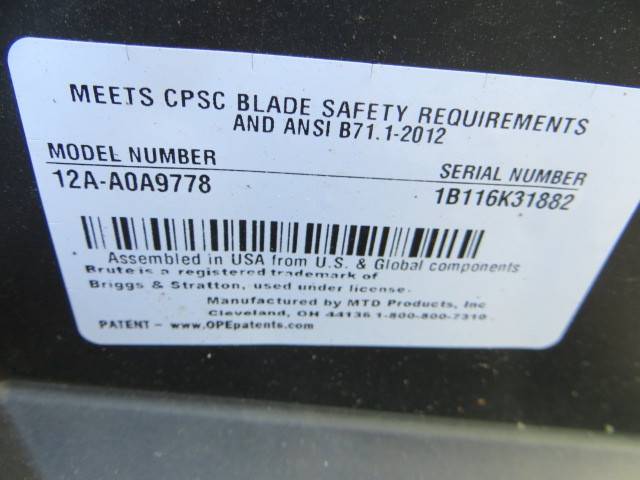 MEETS CPSC BLADE SAFETY REQUIREMENTS
AND ANSI B71.1-2012
MODEL NUMBER
12A-A0A9778
SERIAL NUMBER
1B116K31882
Assembled in USA from U.S. & Global components
Brute is a registered trademark of
Briggs & Stratton, used under license.
Manufactured by MTD Products, Inc
Cleveland, OH 44136 1-800-800-7310
PATENT - www.OPEpatents.com